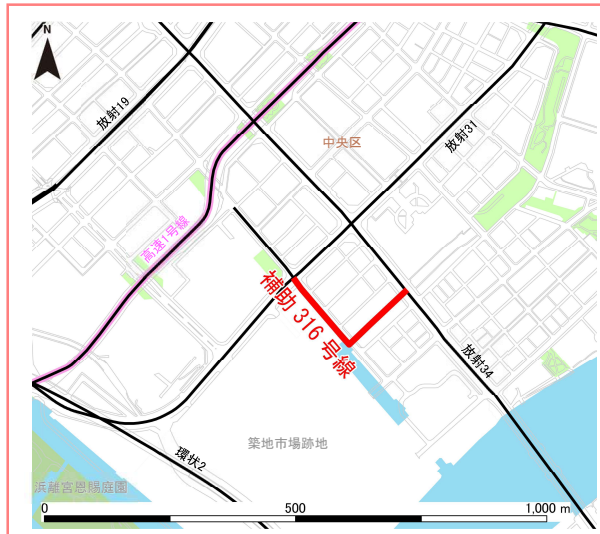 N
放射19
放射31
中央区
高速1号線
補助 316 号線
放射34
築地市場跡地
環状2
浜離宮恩賜庭園
0 500 1,000 m